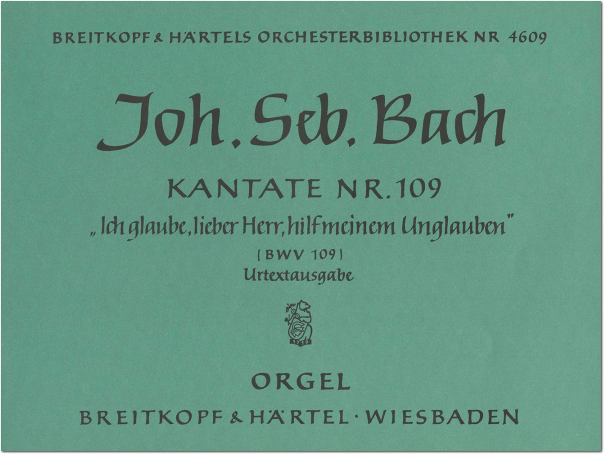 BREITKOPF & HÄRTELS ORCHESTERBIBLIOTHEK NR 4609
Joh. Seb. Bach
KANTATE NR. 109
„Ich glaube, lieber Herr, hilf meinem Unglauben"
(BWV 109)
Urtextausgabe
ORGEL
BREITKOPF & HÄRTEL · WIESBADEN